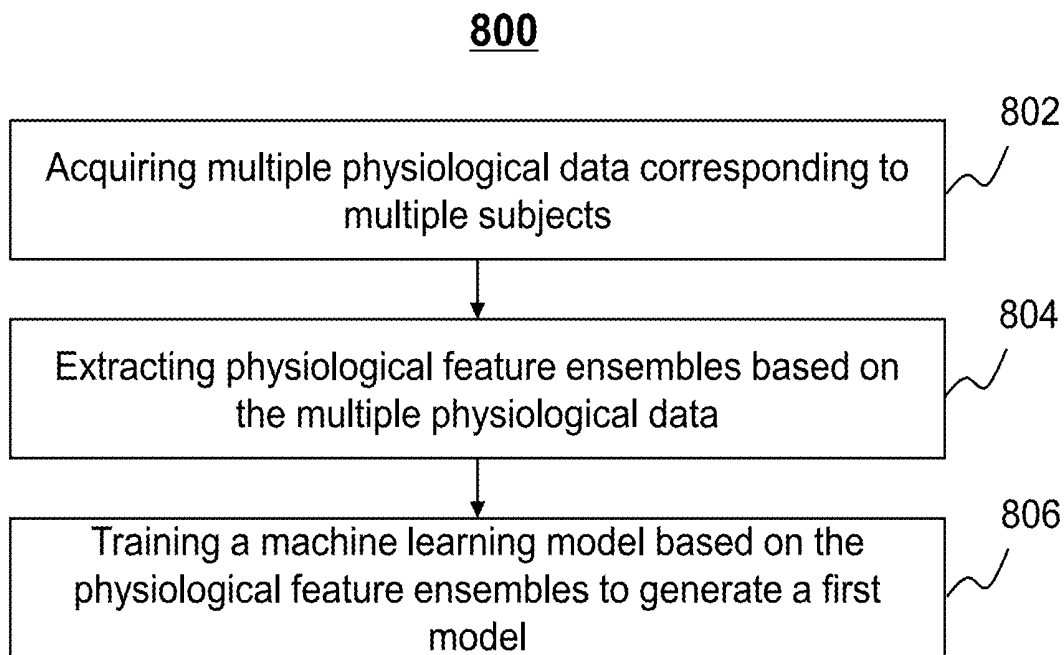 800
802
Acquiring multiple physiological data corresponding to
multiple subjects
804
Extracting physiological feature ensembles based on
the multiple physiological data
806
Training a machine learning model based on the
physiological feature ensembles to generate a first
model